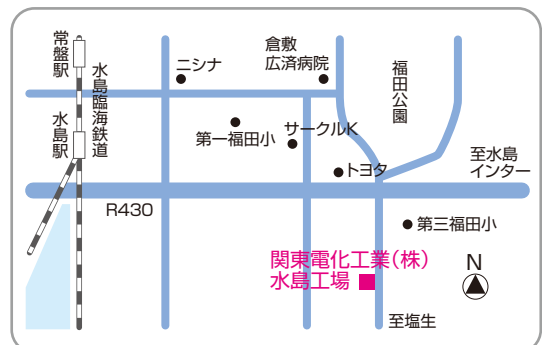 常盤駅
水島臨海鉄道
水島駅
ニシナ
倉敷
広済病院
福田公園
第一福田小
サークルK
トヨタ
至水島
インター
R430
第三福田小
関東電化工業(株)
水島工場
N
至塩生